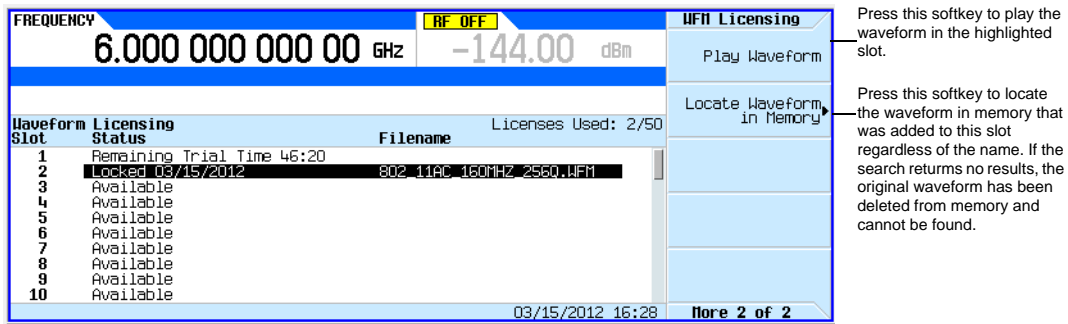 FREQUENCY
RF OFF
6.000 000 000 00 GHz
-144.00 dBm
Waveform Licensing
Licenses Used: 2/50
Slot Status Filename
1 Remaining Trial Time 46:20
2 Locked 03/15/2012 802_11AC_160MHZ_256Q.WFM
3 Available
4 Available
5 Available
6 Available
7 Available
8 Available
9 Available
10 Available
03/15/2012 16:28
WFM Licensing
Play Waveform
Locate Waveform
in Memory
More 2 of 2
Press this softkey to play the
waveform in the highlighted
slot.
Press this softkey to locate
the waveform in memory that
was added to this slot
regardless of the name. If the
search returns no results, the
original waveform has been
deleted from memory and
cannot be found.